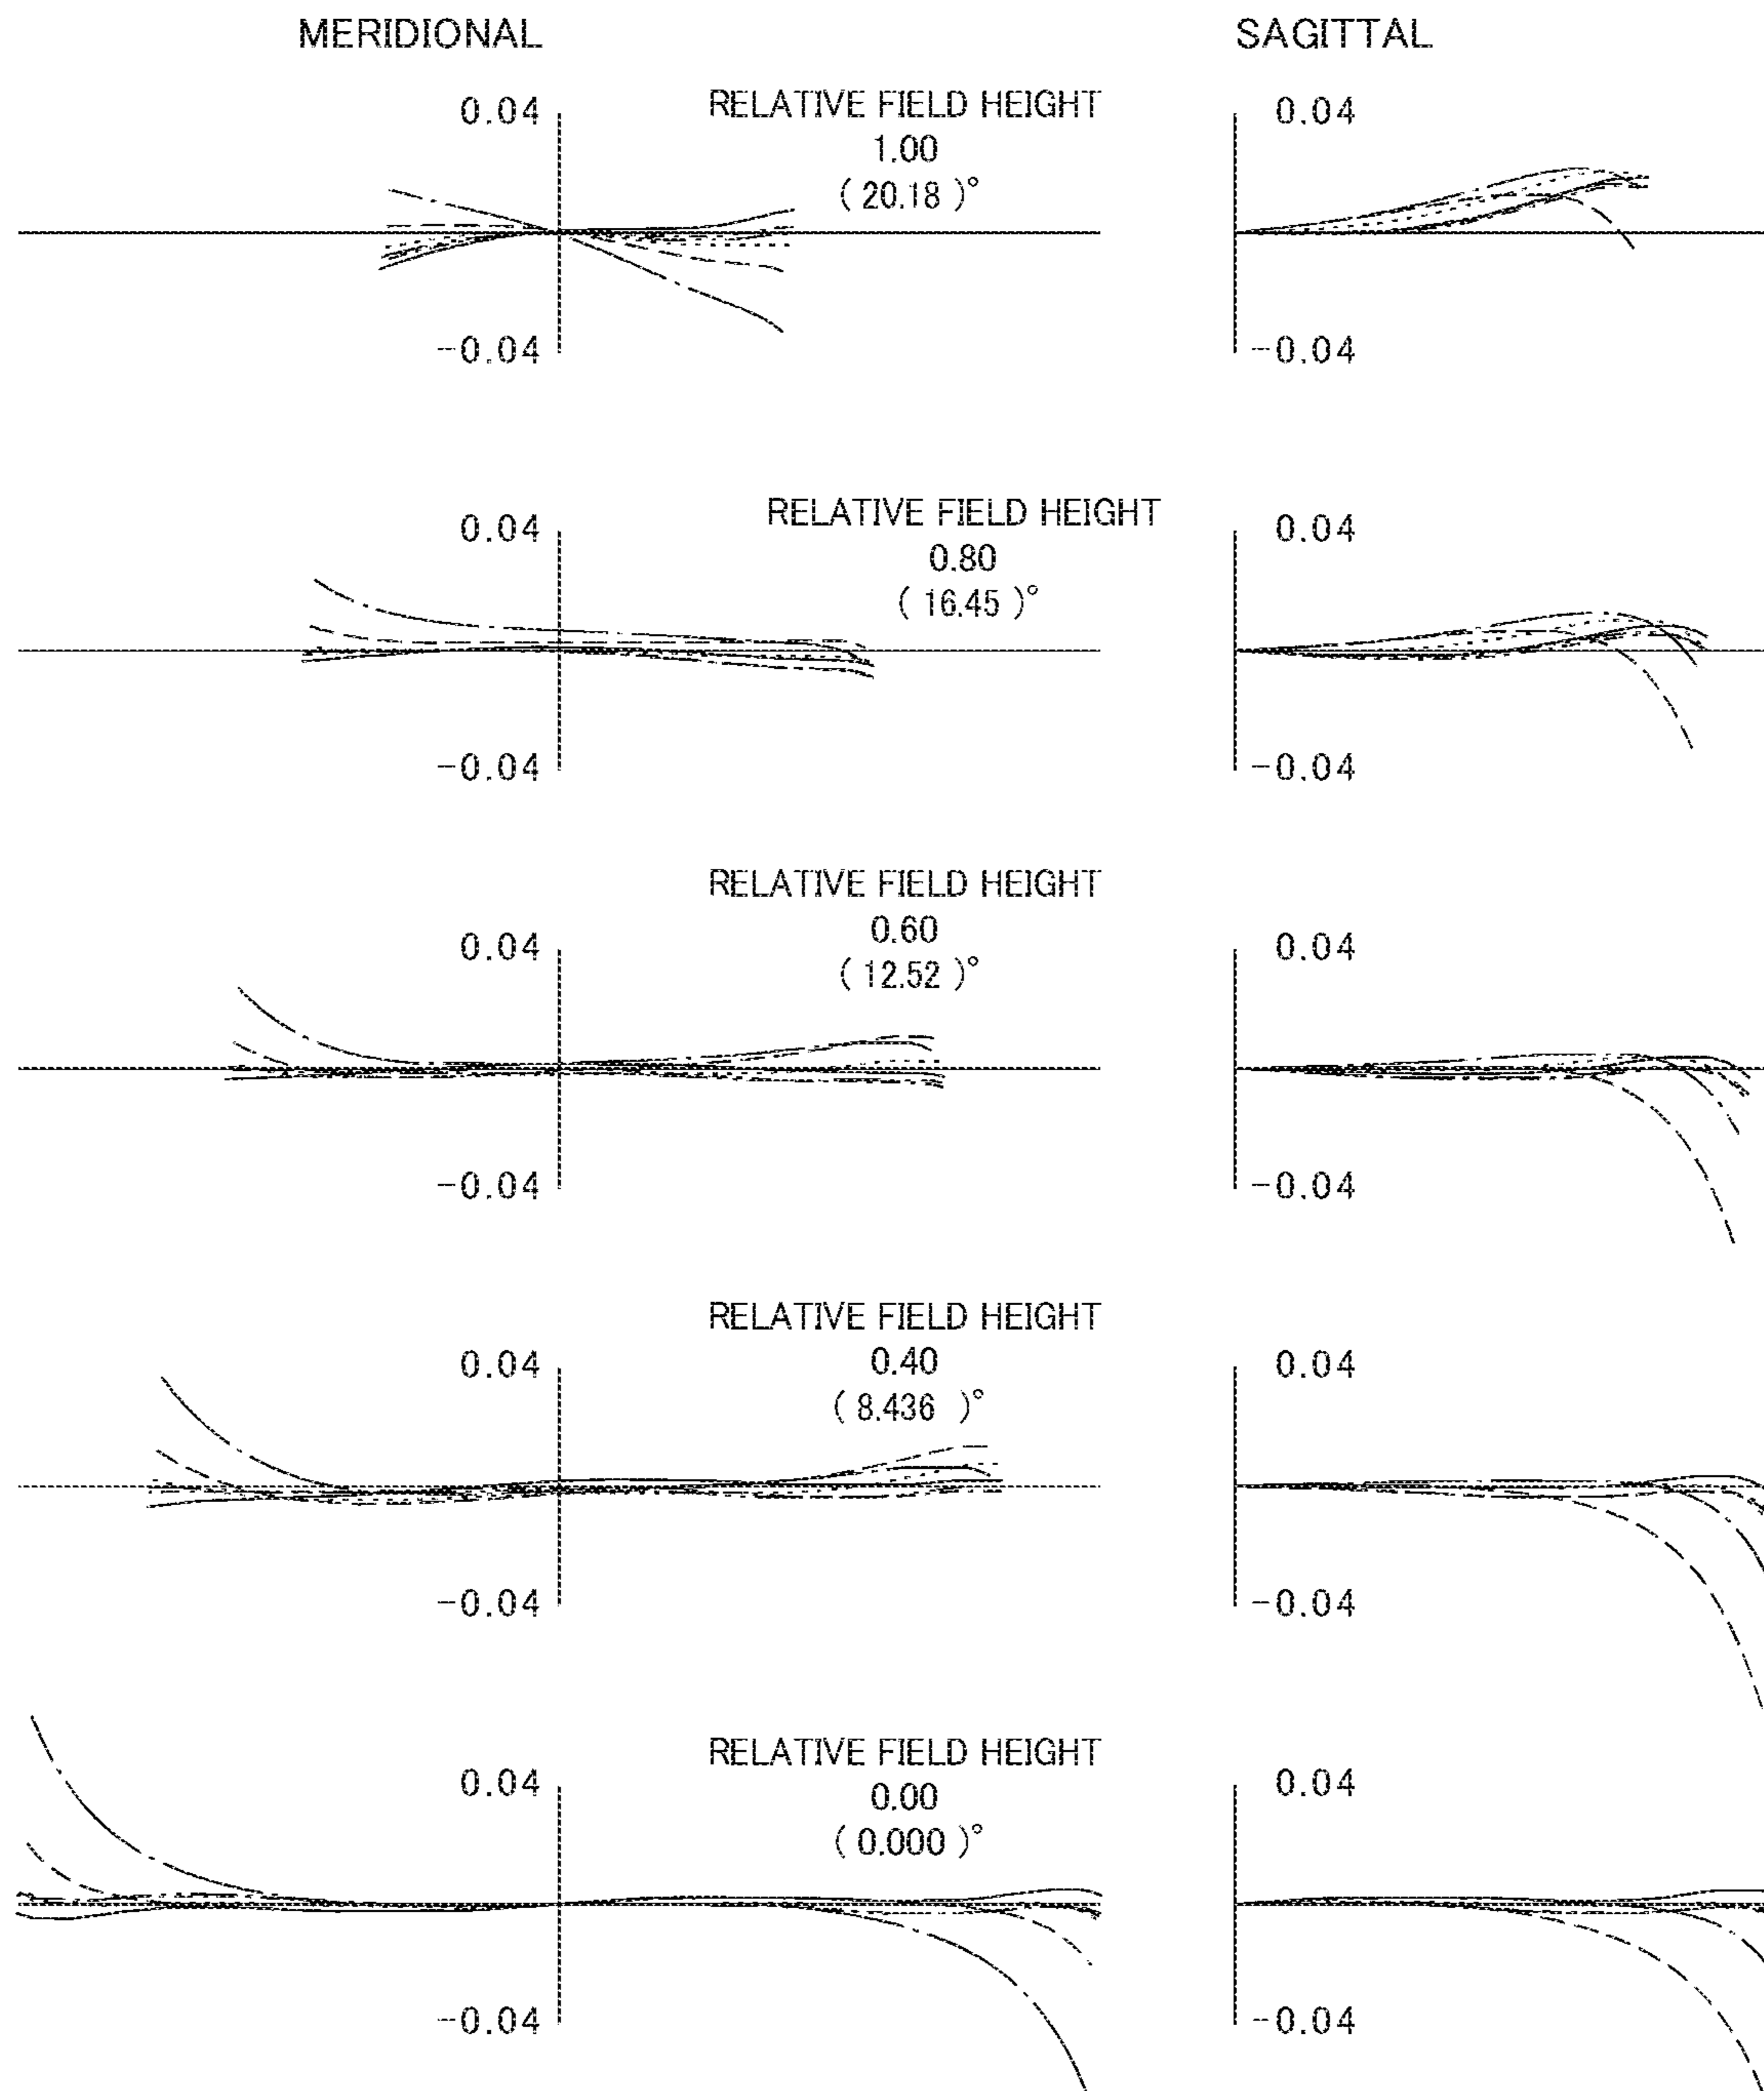 MERIDIONAL
SAGITTAL
RELATIVE FIELD HEIGHT
1.00
( 20.18 )°
0.04
-0.04
0.04
-0.04
RELATIVE FIELD HEIGHT
0.80
( 16.45 )°
0.04
-0.04
0.04
-0.04
RELATIVE FIELD HEIGHT
0.60
( 12.52 )°
0.04
-0.04
0.04
-0.04
RELATIVE FIELD HEIGHT
0.40
( 8.436 )°
0.04
-0.04
0.04
-0.04
RELATIVE FIELD HEIGHT
0.00
( 0.000 )°
0.04
-0.04
0.04
-0.04